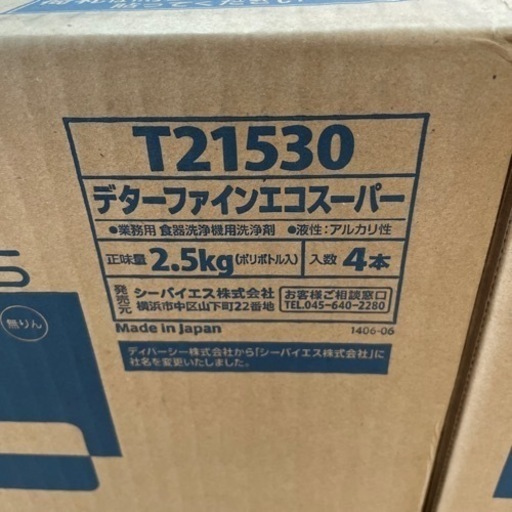 T21530
デターファインエコスーパー
●業務用 食器洗浄機用洗浄剤 ●液性：アルカリ性
正味量 2.5kg(ポリボトル入) 入数 4本
発売元 シーバイエス株式会社 お客様ご相談窓口
横浜市中区山下町22番地 TEL.045-640-2280
Made in Japan 1406-06
ディバーシー株式会社から「シーバイエス株式会社」に
社名を変更いたしました。
無りん